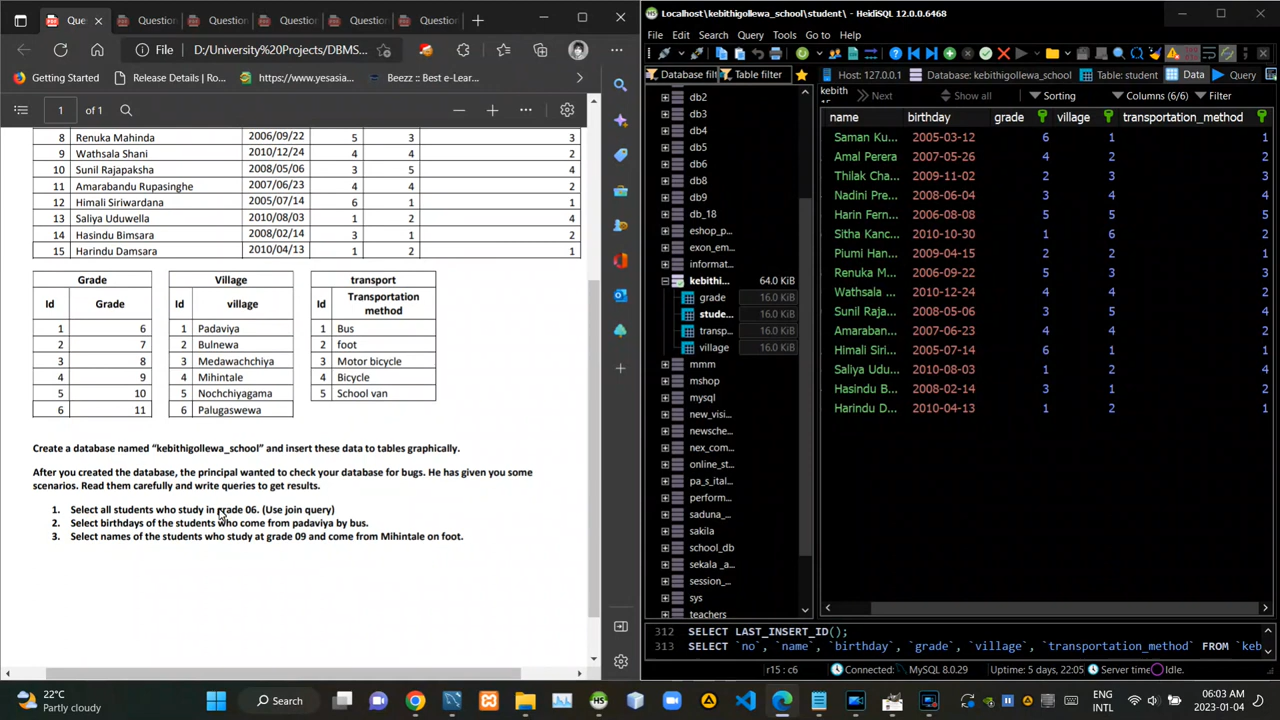 Que
Question
Question
Question
Question
Localhost\kebithigollewa_school\student\ - HeidiSQL 12.0.0.6468
File D:/University%20Projects/DBMS...
File Edit Search Query Tools Go to Help
Getting Started Release Details | Rel... https://www.yesasia... Beezz = Best e-Lear...
1 of 1
8 Renuka Mahinda 2006/09/22 5 3 3
9 Wathsala Shani 2010/12/24 4 4 2
10 Sunil Rajapaksha 2008/05/06 3 5 4
11 Amarabandu Rupasinghe 2007/06/23 4 4 2
12 Himali Siriwardana 2005/07/14 6 1 1
13 Saliya Uduwella 2010/08/03 1 2 4
14 Hasindu Bimsara 2008/02/14 3 1 2
15 Harindu Damsara 2010/04/13 1 2 1
Grade Village transport
Id Grade Id village Id Transportation method
1 6 1 Padaviya 1 Bus
2 7 2 Bulnewa 2 foot
3 8 3 Medawachchiya 3 Motor bicycle
4 9 4 Mihintale 4 Bicycle
5 10 5 Nochchiyagama 5 School van
6 11 6 Palugaswewa
Create a database named “kebithigollewa_school” and insert these data to tables graphically.
After you created the database, the principal wanted to check your database for bugs. He has given you some
scenarios. Read them carefully and write queries to get results.
1. Select all students who study in grade 06. (Use join query)
2. Select birthdays of the students who come from padaviya by bus.
3. Select names of the students who study at grade 09 and come from Mihintale on foot.
Database filt Table filter
db2
db3
db4
db5
db6
db8
db9
db_18
eshop_p...
exon_em...
informat...
kebithi... 64.0 KiB
grade 16.0 KiB
stude... 16.0 KiB
transp... 16.0 KiB
village 16.0 KiB
mmm
mshop
mysql
new_visi...
newsche...
nex_com...
online_st...
pa_s_ital...
perform...
saduna_...
sakila
school_db
sekala _a...
session_...
sys
teachers
Host: 127.0.0.1 Database: kebithigollewa_school Table: student Data Query
kebith Next Show all Sorting Columns (6/6) Filter
name birthday grade village transportation_method
Saman Ku... 2005-03-12 6 1 1
Amal Perera 2007-05-26 4 2 2
Thilak Cha... 2009-11-02 2 3 3
Nadini Pre... 2008-06-04 3 4 4
Harin Fern... 2006-08-08 5 5 5
Sitha Kanc... 2010-10-30 1 6 2
Piumi Han... 2009-04-15 2 2 1
Renuka M... 2006-09-22 5 3 3
Wathsala ... 2010-12-24 4 4 2
Sunil Raja... 2008-05-06 3 5 4
Amaraban... 2007-06-23 4 4 2
Himali Siri... 2005-07-14 6 1 1
Saliya Udu... 2010-08-03 1 2 4
Hasindu B... 2008-02-14 3 1 2
Harindu D... 2010-04-13 1 2 1
312 SELECT LAST_INSERT_ID();
313 SELECT `no`, `name`, `birthday`, `grade`, `village`, `transportation_method` FROM `keb
r15 : c6 Connected: MySQL 8.0.29 Uptime: 5 days, 22:05 Server time: Idle.
22°C
Partly cloudy
Search
ENG
INTL
06:03 AM
2023-01-04